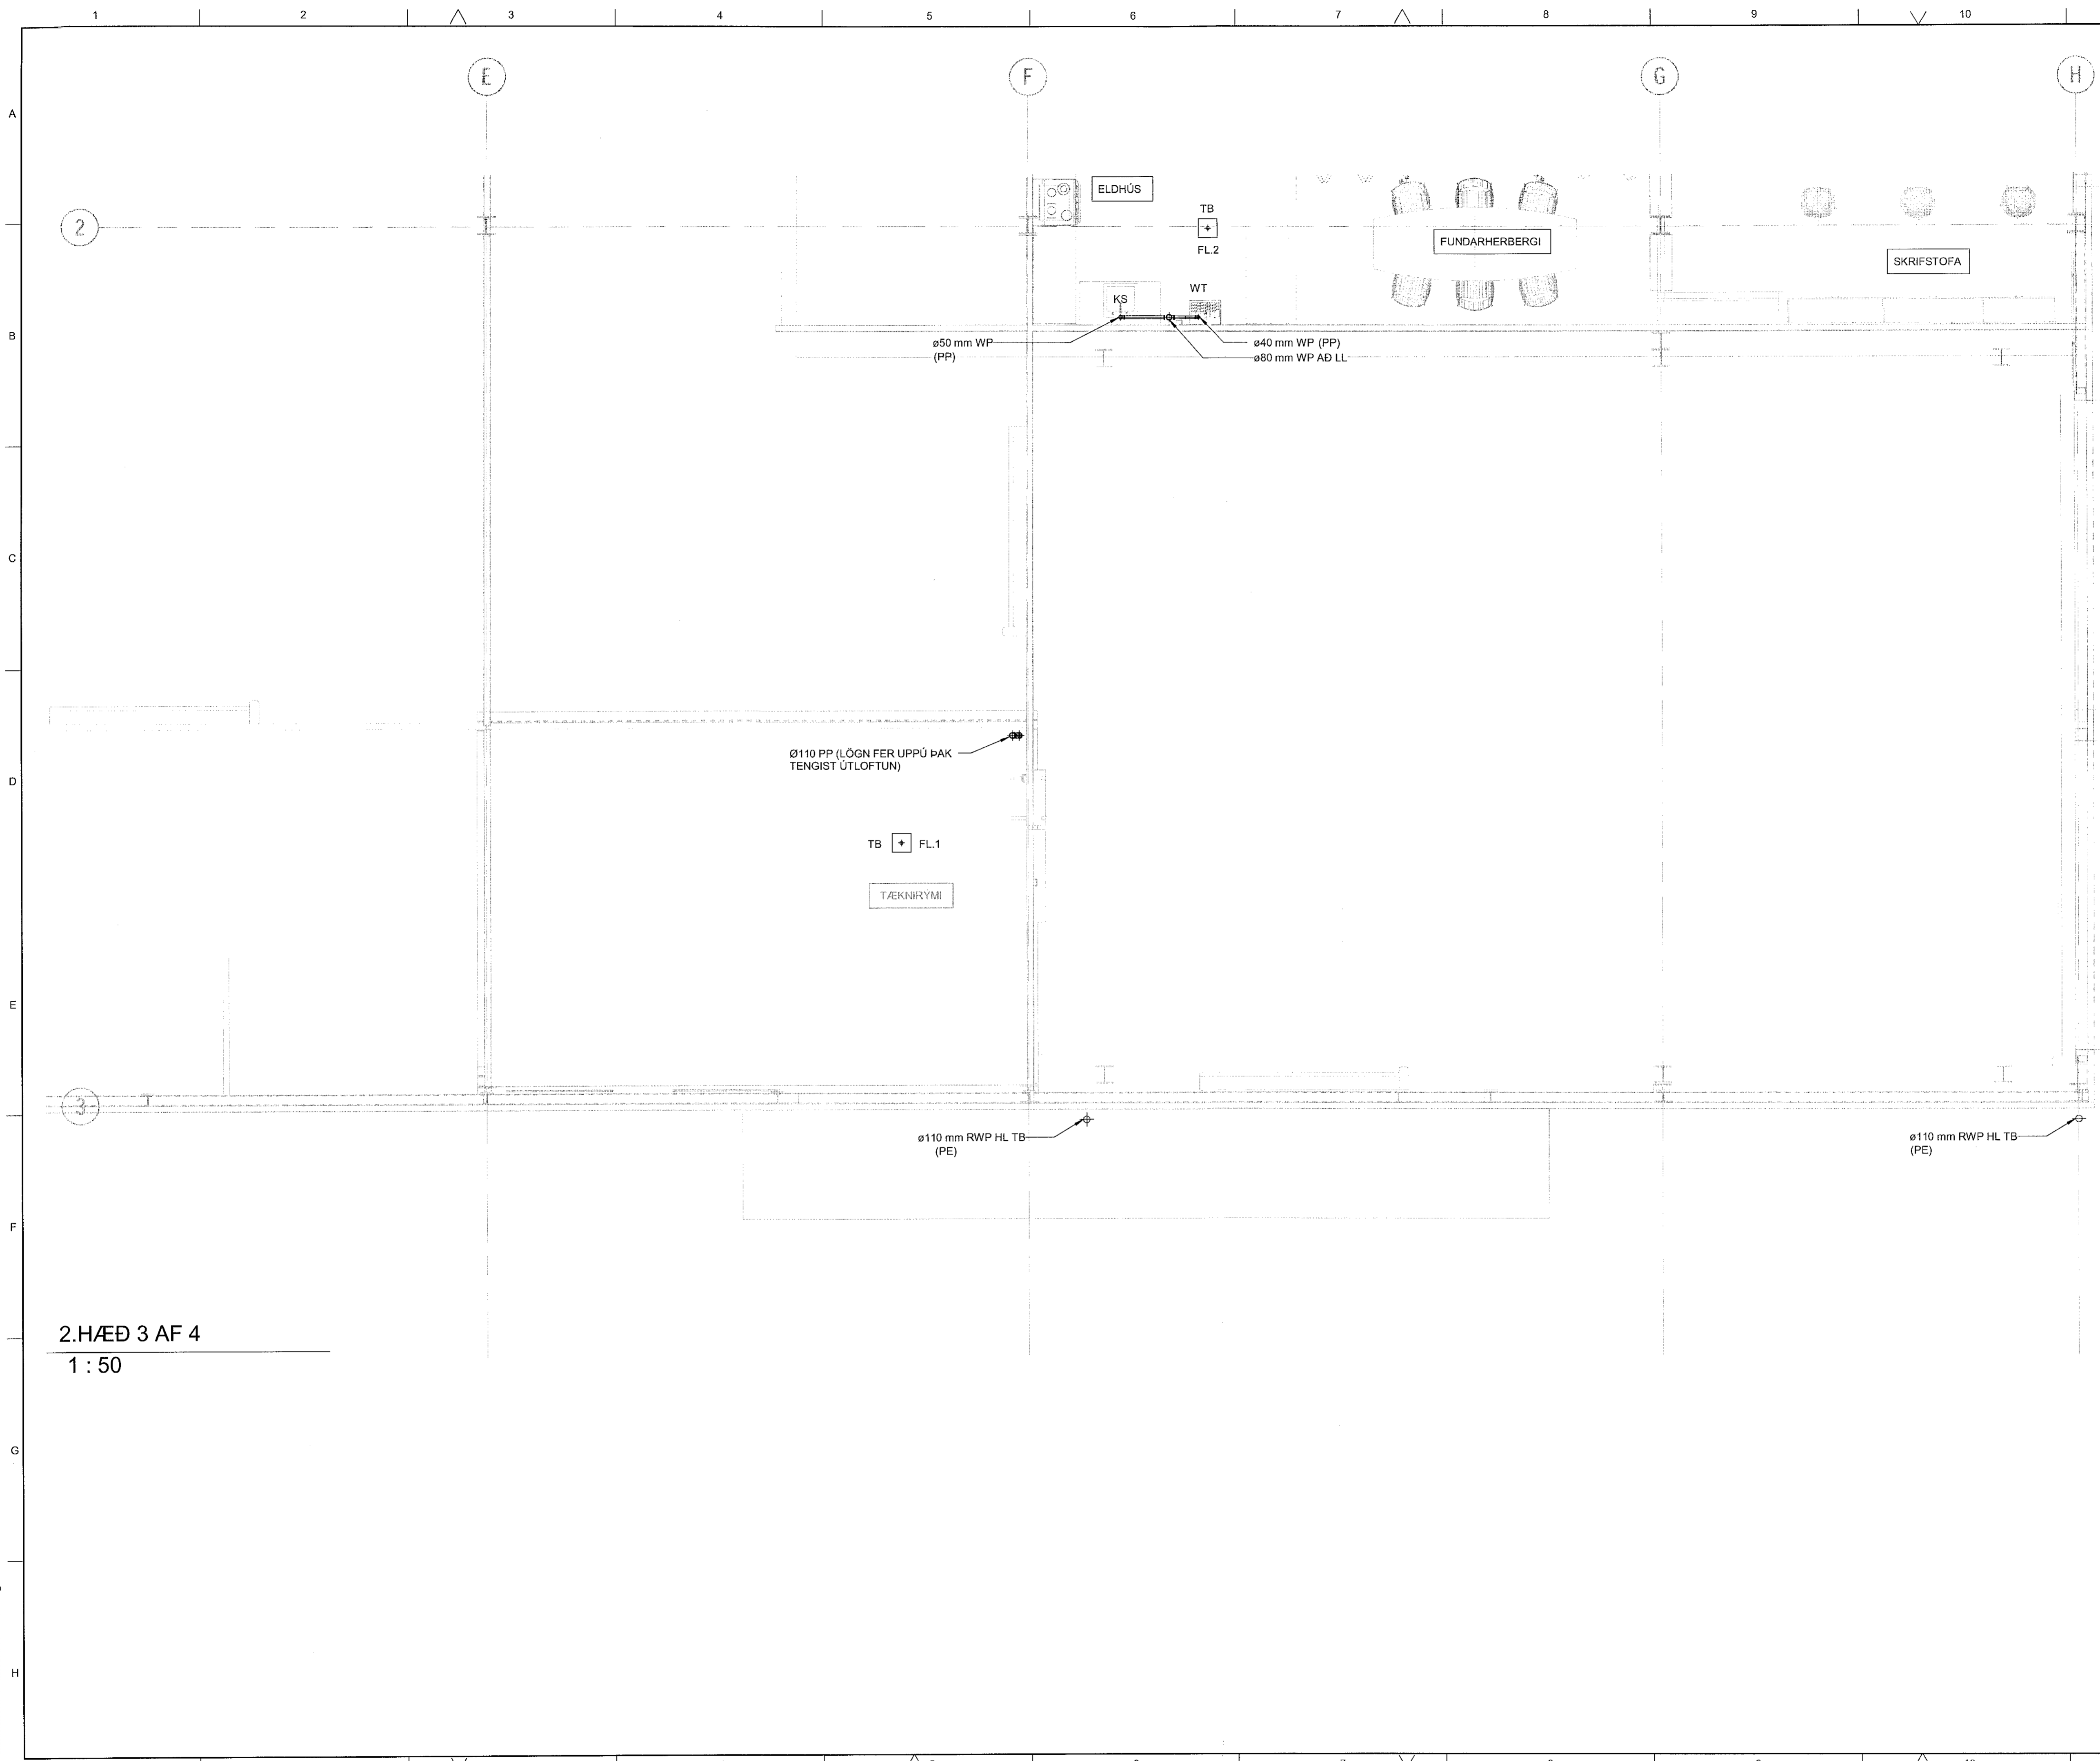 1 2 3 4 5 6 7 8 9 10
E F G H
A
ELDHÚS
TB
2
FL.2
FUNDARHERBERGI
SKRIFSTOFA
WT
KS
B
ø50 mm WP
(PP)
ø40 mm WP (PP)
ø80 mm WP AÐ LL
C
D
Ø110 PP (LÖGN FER UPPÚ ÞAK
TENGIST ÚTLOFTUN)
TB FL.1
TÆKNIRÝMI
E
3
ø110 mm RWP HL TB
(PE)
ø110 mm RWP HL TB
(PE)
F
2.HÆÐ 3 AF 4
1 : 50
G
H